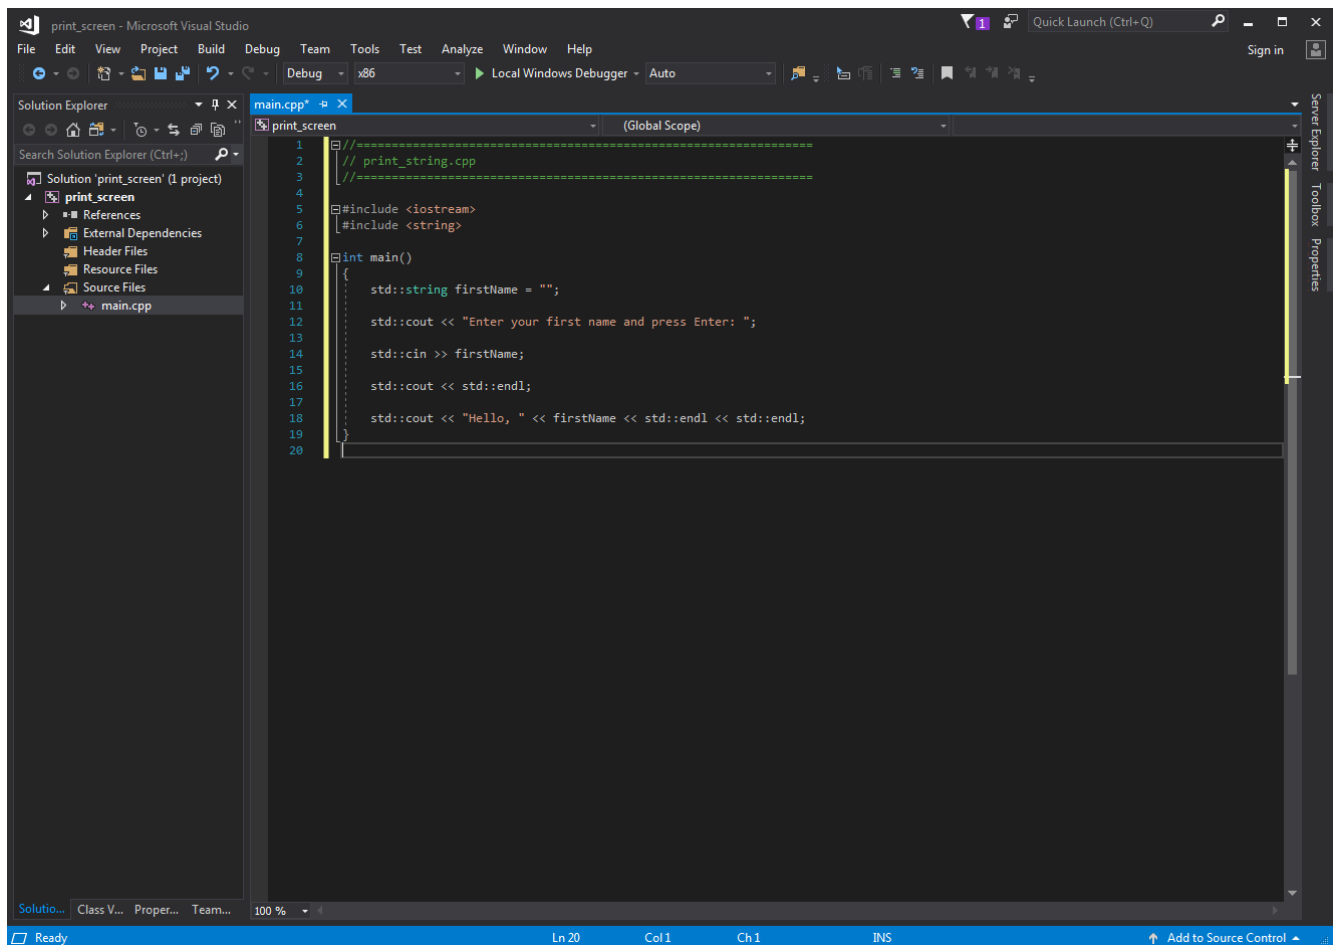 print_screen - Microsoft Visual Studio
1
Quick Launch (Ctrl+Q)
File Edit View Project Build Debug Team Tools Test Analyze Window Help
Sign in
Debug x86 Local Windows Debugger Auto
Solution Explorer
Search Solution Explorer (Ctrl+;)
Solution 'print_screen' (1 project)
print_screen
References
External Dependencies
Header Files
Resource Files
Source Files
main.cpp
Soluti... Class V... Proper... Team...
main.cpp*
print_screen (Global Scope)
1 //=================================================================
2 // print_string.cpp
3 //=================================================================
4
5 #include <iostream>
6 #include <string>
7
8 int main()
9 {
10 std::string firstName = "";
11
12 std::cout << "Enter your first name and press Enter: ";
13
14 std::cin >> firstName;
15
16 std::cout << std::endl;
17
18 std::cout << "Hello, " << firstName << std::endl << std::endl;
19 }
20
100 %
Server Explorer
Toolbox
Properties
Ready Ln 20 Col 1 Ch 1 INS Add to Source Control